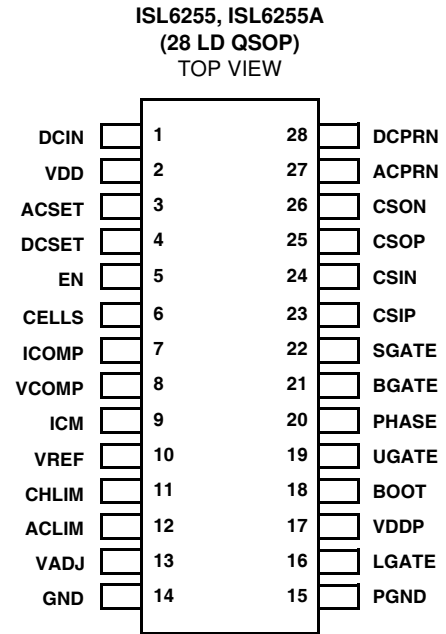 ISL6255, ISL6255A
(28 LD QSOP)
TOP VIEW
DCIN 1 28 DCPRN
VDD 2 27 ACPRN
ACSET 3 26 CSON
DCSET 4 25 CSOP
EN 5 24 CSIN
CELLS 6 23 CSIP
ICOMP 7 22 SGATE
VCOMP 8 21 BGATE
ICM 9 20 PHASE
VREF 10 19 UGATE
CHLIM 11 18 BOOT
ACLIM 12 17 VDDP
VADJ 13 16 LGATE
GND 14 15 PGND